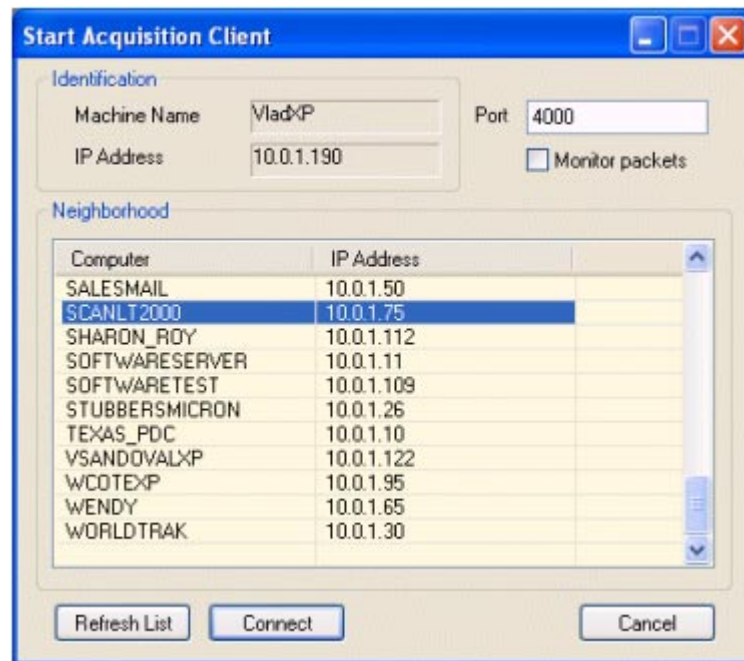 Start Acquisition Client
Identification
Machine Name VladXP
IP Address 10.0.1.190
Port 4000
Monitor packets
Neighborhood
Computer IP Address
SALESMAIL 10.0.1.50
SCANLT2000 10.0.1.75
SHARON_ROY 10.0.1.112
SOFTWARESERVER 10.0.1.11
SOFTWARETEST 10.0.1.109
STUBBERSMICRON 10.0.1.26
TEXAS_PDC 10.0.1.10
VSANDOVALXP 10.0.1.122
WCOTEXP 10.0.1.95
WENDY 10.0.1.65
WORLDTRAK 10.0.1.30
Refresh List Connect Cancel